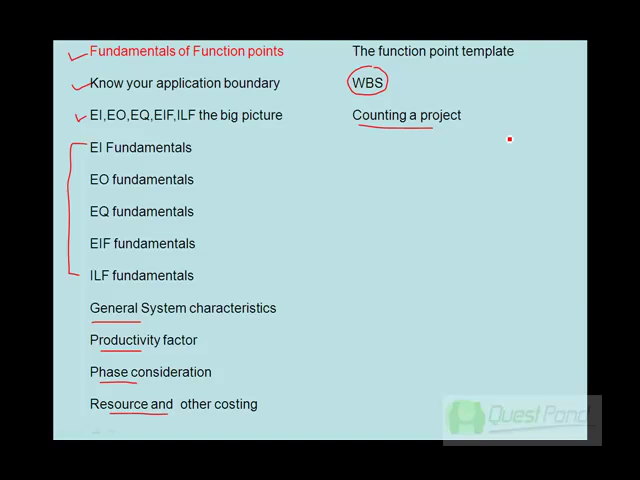 Fundamentals of Function points
Know your application boundary
EI,EO,EQ,EIF,ILF the big picture
EI Fundamentals
EO fundamentals
EQ fundamentals
EIF fundamentals
ILF fundamentals
General System characteristics
Productivity factor
Phase consideration
Resource and other costing
The function point template
WBS
Counting a project
QuestPond